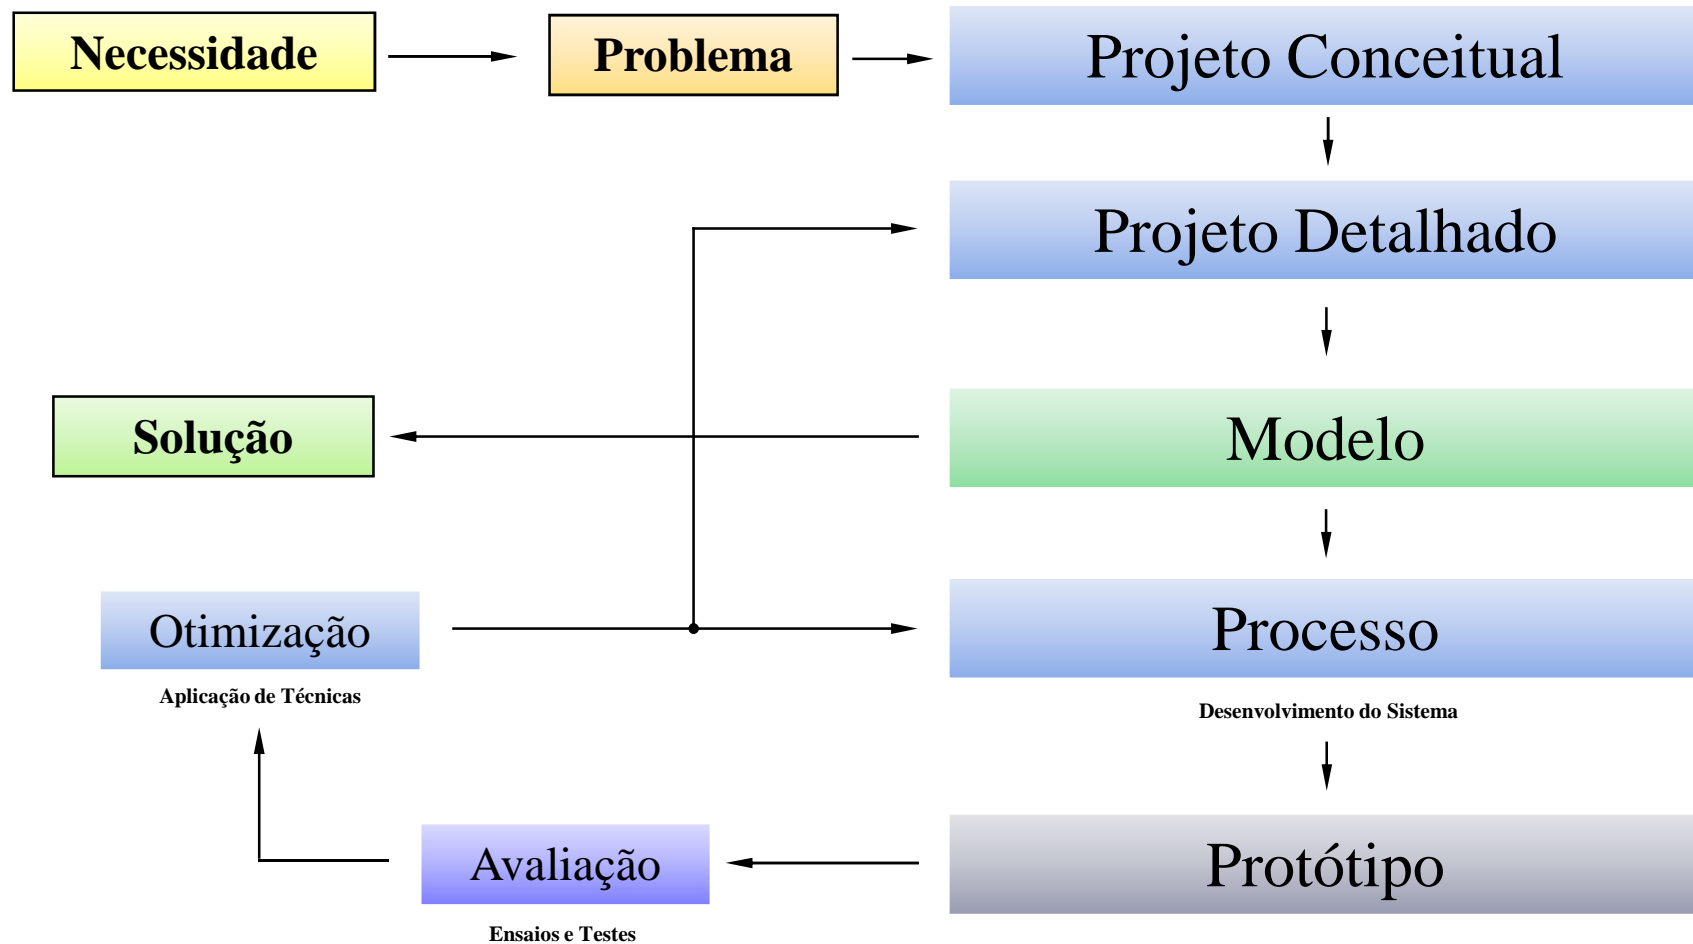 Necessidade
Problema
Projeto Conceitual
Projeto Detalhado
Solução
Modelo
Otimização
Aplicação de Técnicas
Processo
Desenvolvimento do Sistema
Avaliação
Ensaios e Testes
Protótipo